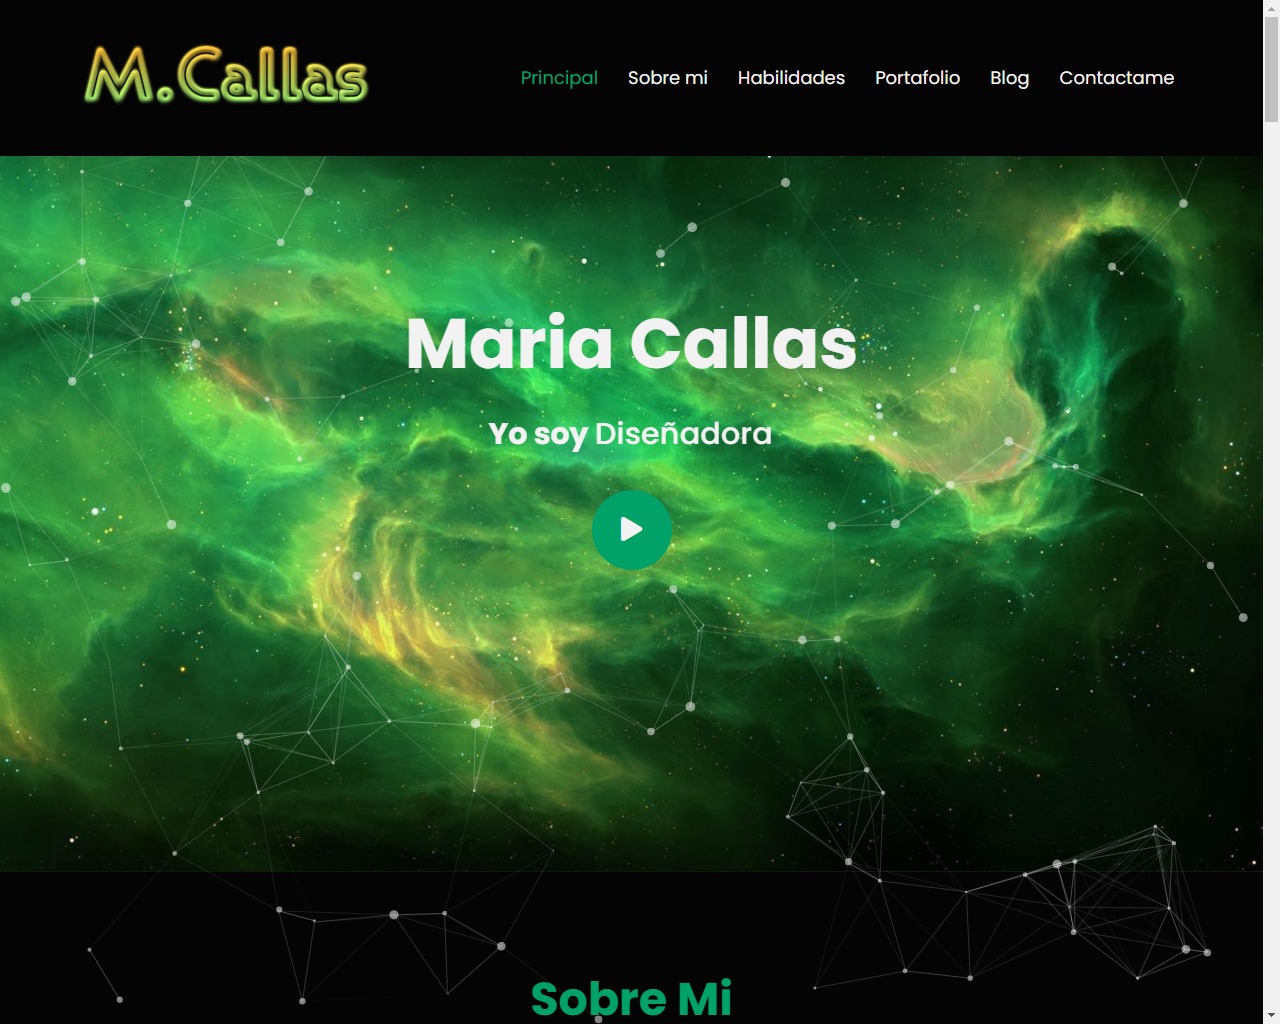 M.Callas
Principal Sobre mi Habilidades Portafolio Blog Contactame
Maria Callas
Yo soy Diseñadora
Sobre Mi